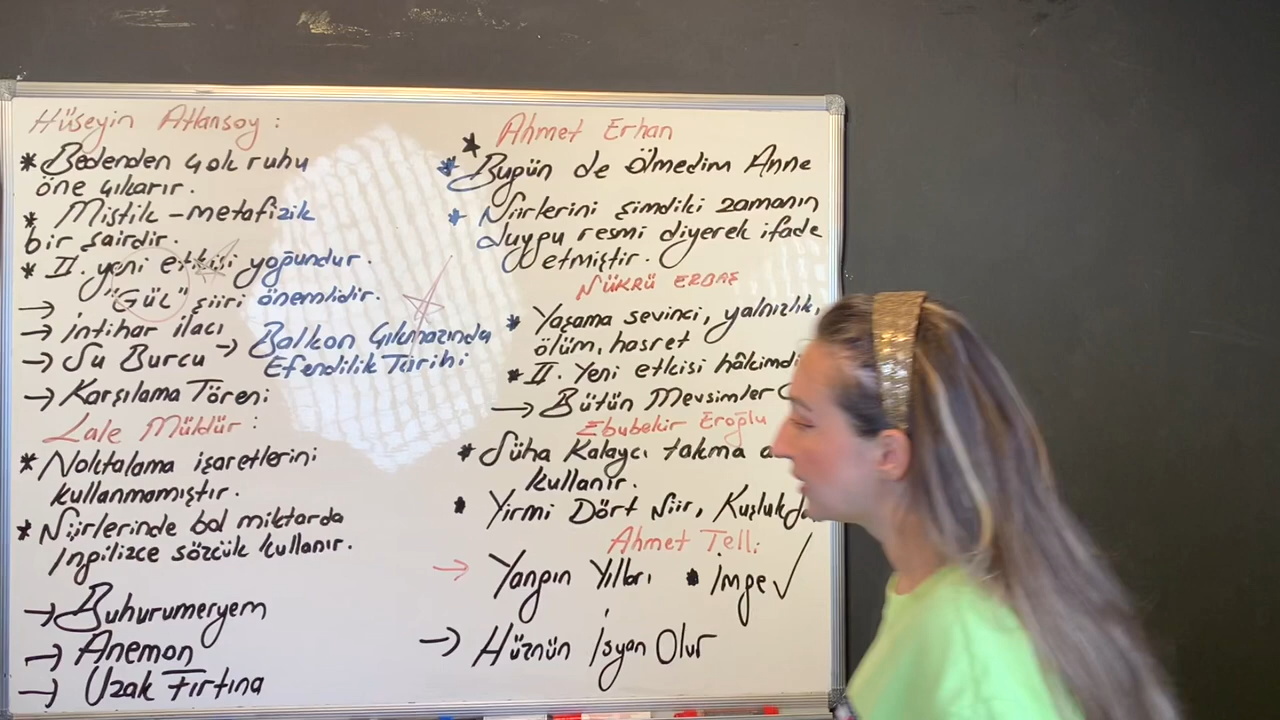 Hüseyin Atlansoy :
* Bedenden çok ruhu
öne çıkarır.
* Mistik - metafizik
bir şairdir.
* II. yeni etkisi yoğundur.
→ "GÜL" şiiri önemlidir.
→ İntihar ilacı
→ Su Burcu → Balkon Çıkmazında
Efendilik Tarihi
→ Karşılama Töreni
Lale Müldür :
* Noktalama işaretlerini
kullanmamıştır.
* Şiirlerinde bol miktarda
İngilizce sözcük kullanır.
→ Buhurumeryem
→ Anemon
→ Uzak Fırtına
Ahmet Erhan
* Bugün de Ölmedim Anne
* Şiirlerini şimdiki zamanın
duygu resmi diyerek ifade
etmiştir.
ŞÜKRÜ ERBAŞ
* Yaşama sevinci, yalnızlık,
ölüm, hasret
* II. Yeni etkisi hâkimdi
→ Bütün Mevsimler
Ebubekir Eroğlu
* Süha Kalaycı takma
kullanır.
* Yirmi Dört Şiir, Kuşluk
Ahmet Telli:
→ Yangın Yılları * İmge ✓
→ Hüznün İsyan Olur